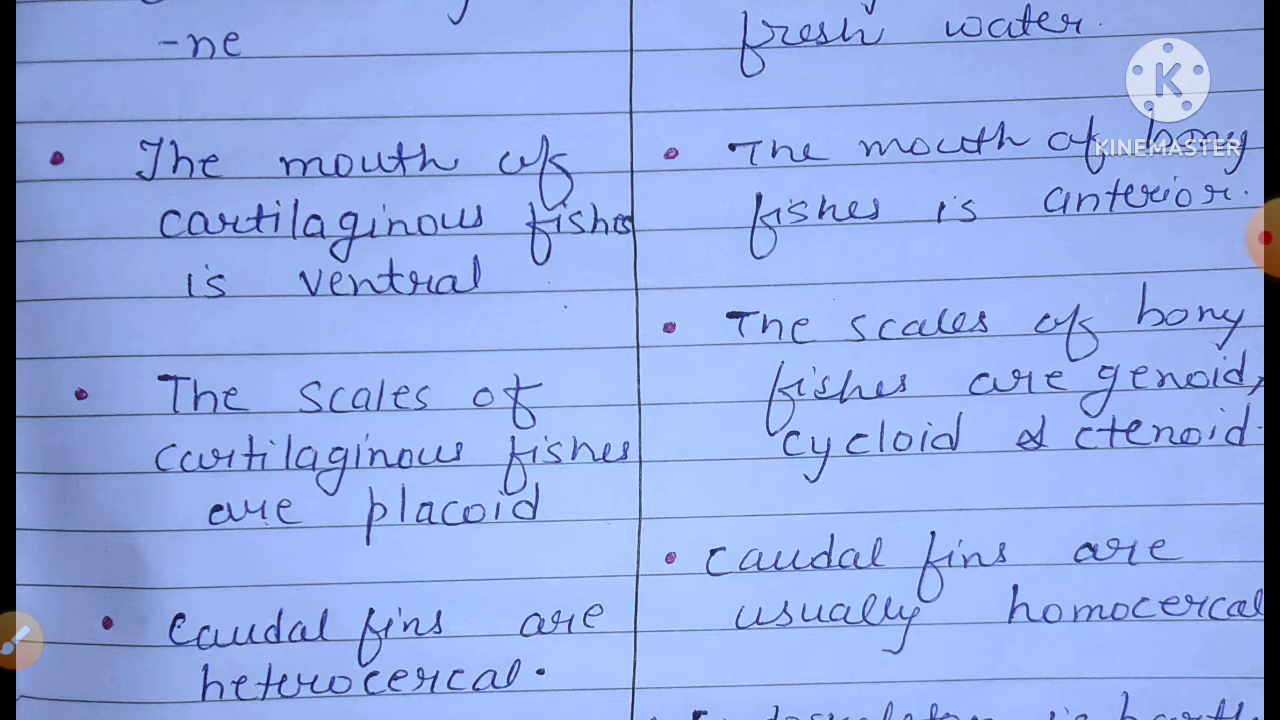 -ne
• The mouth of
cartilaginous fishes
is ventral
• The scales of
cartilaginous fishes
are placoid
• caudal fins are
heterocercal.
fresh water.
• The mouth of bony
fishes is anterior.
• The scales of bony
fishes are genoid,
cycloid & ctenoid.
• caudal fins are
usually homocercal
K
KINEMASTER